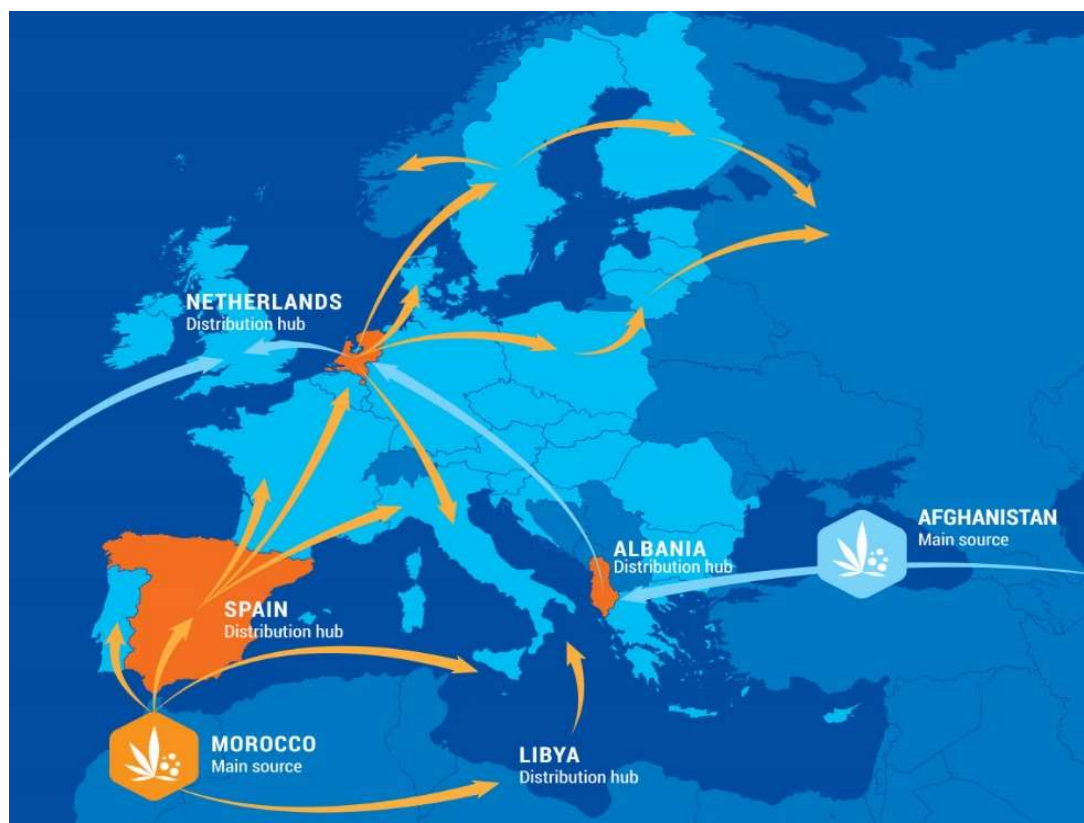 NETHERLANDS
Distribution hub
AFGHANISTAN
Main source
ALBANIA
Distribution hub
SPAIN
Distribution hub
MOROCCO
Main source
LIBYA
Distribution hub